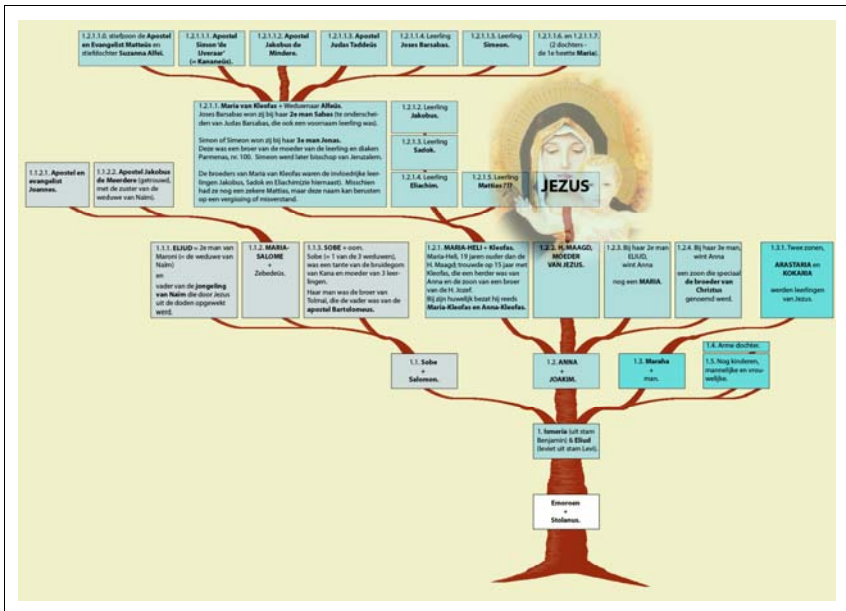 1.2.1.1.0. stiefzoon de Apostel
en Evangelist Matteüs en
stiefdochter Suzanna Alfei.
1.2.1.1.1. Apostel
Simon 'de
IJveraar'
(= Kananeüs).
1.2.1.1.2. Apostel
Jakobus de
Mindere.
1.2.1.1.3. Apostel
Judas Taddeüs
1.2.1.1.4. Leerling
Joses Barsabas.
1.2.1.1.5. Leerling
Simeon.
1.2.1.1.6. en 1.2.1.1.7.
(2 dochters -
de 1e heette Maria).
1.2.1.1. Maria van Kleofas + Weduwnaar Alfeüs.
Joses Barsabas won zij bij haar 2e man Sabas (te onderschei-
den van Judas Barsabas, die ook een voornaam leerling was).
Simon of Simeon won zij bij haar 3e man Jonas.
Deze was een broer van de moeder van de leerling en diaken
Parmenas, nr. 100. Simeon werd later bisschop van Jeruzalem.
De broeders van Maria van Kleofas waren de invloedrijke leer-
lingen Jakobus, Sadok en Eliachim(zie hiernaast). Misschien
had ze nog een zekere Mattias, maar deze naam kan berusten
op een vergissing of misverstand.
1.2.1.2. Leerling
Jakobus.
1.2.1.3. Leerling
Sadok.
1.2.1.4. Leerling
Eliachim.
1.2.1.5. Leerling
Mattias ?!?
JEZUS
1.1.2.1. Apostel en
evangelist
Joannes.
1.1.2.2. Apostel Jakobus
de Meerdere (getrouwd,
met de zuster van de
weduwe van Naïm).
1.1.1. ELIUD = 2e man van
Maroni (= de weduwe van
Naïm)
en
vader van de jongeling
van Naïm die door Jezus
uit de doden opgewekt
werd.
1.1.2. MARIA-
SALOME
+
Zebedeüs.
1.1.3. SOBE + oom.
Sobe (= 1 van de 3 weduwen),
was een tante van de bruidegom
van Kana en moeder van 3 leer-
lingen.
Haar man was de broer van
Tolmai, die de vader was van de
apostel Bartolomeus.
1.2.1. MARIA-HELI + Kleofas.
Maria-Heli, 19 jaren ouder dan de
H. Maagd; trouwde op 15 jaar met
Kleofas, die een herder was van
Anna en de zoon van een broer
van de H. Jozef.
Bij zijn huwelijk bezat hij reeds
Maria-Kleofas en Anna-Kleofas.
1.2.2. H. MAAGD,
MOEDER
VAN JEZUS.
1.2.3. Bij haar 2e man
ELIUD,
wint Anna
nog een MARIA.
1.2.4. Bij haar 3e man,
wint Anna
een zoon die speciaal
de broeder van
Christus
genoemd werd.
1.3.1. Twee zonen,
ARASTARIA en
KOKARIA
werden leerlingen
van Jezus.
1.1. Sobe
+
Salomon.
1.2. ANNA
+
JOAKIM.
1.3. Maraha
+
man.
1.4. Arme dochter.
1.5. Nog kinderen,
mannelijke en vrou-
welijke.
1. Ismeria (uit stam
Benjamin) & Eliud
(leviet uit stam Levi).
Emoroen
+
Stolanus.